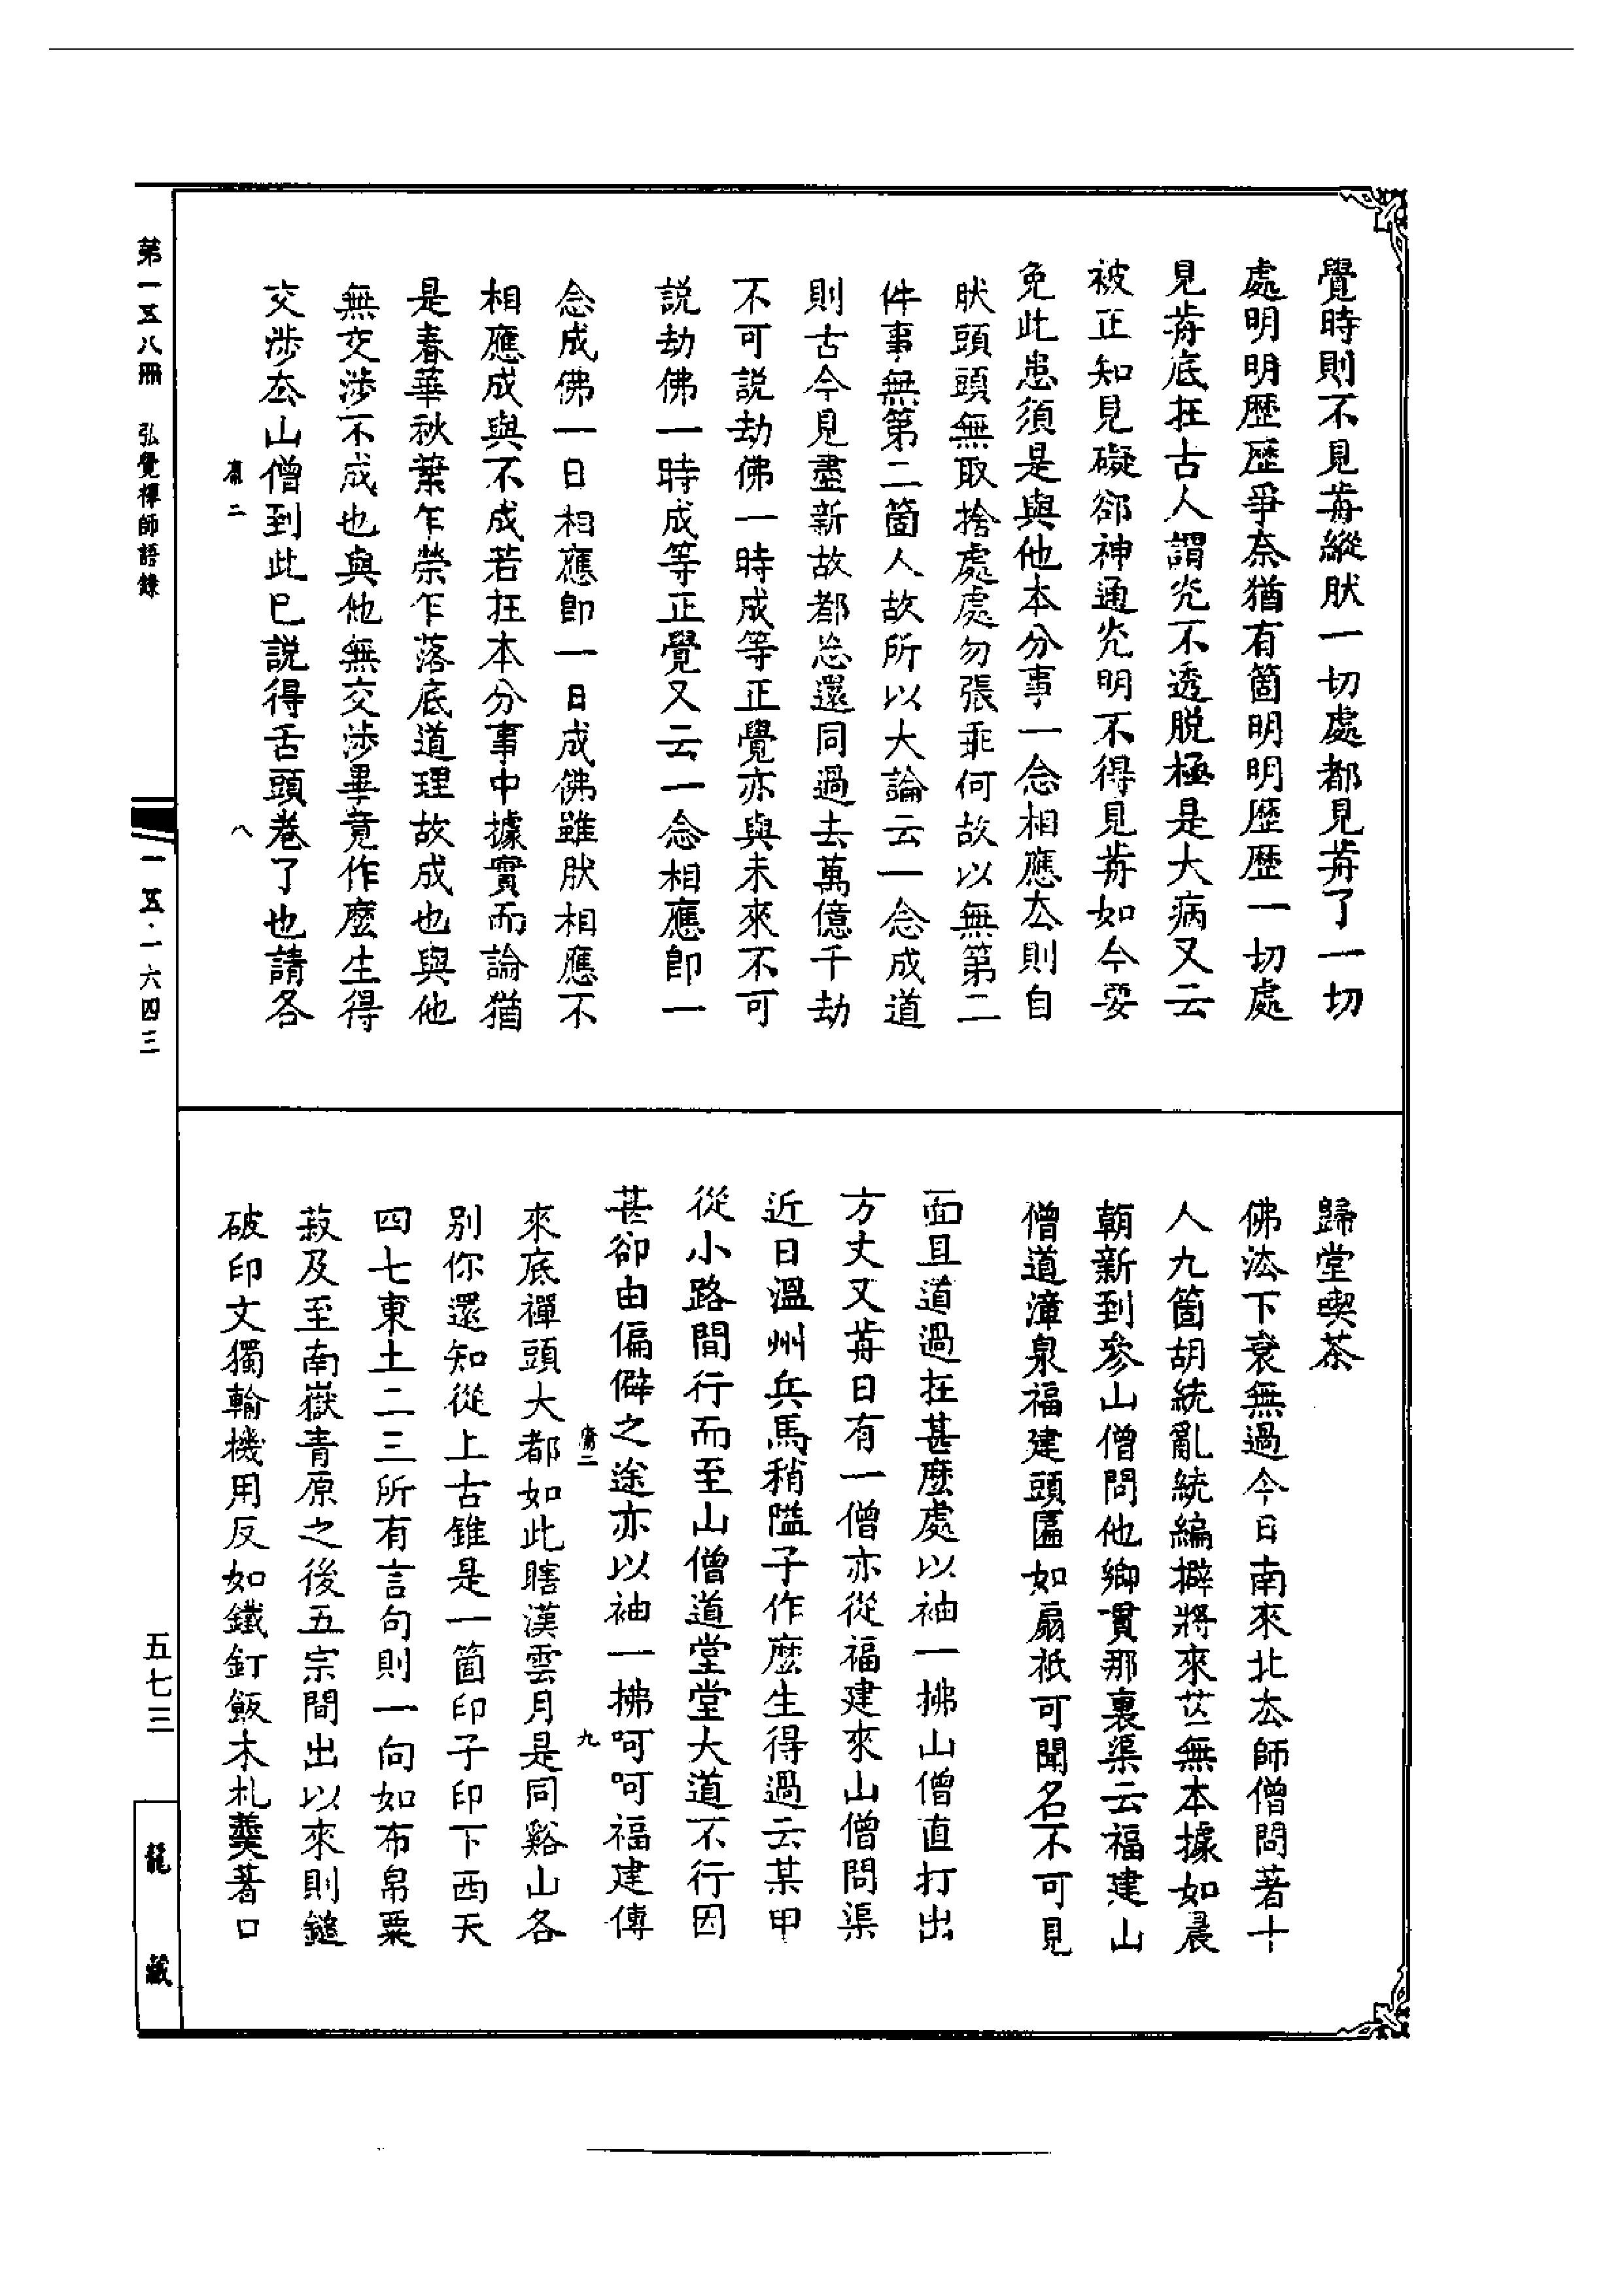 覺時則不見㝵縱肰一切處都見㝵了一切
處明明歷歷爭奈猶有箇明明歷歷一切處
見㝵底在古人謂光不透脱極是大病又云
被正知見礙郤神通光明不得見㝵如今要
免此患須是與他本分事一念相應厺則自
肰頭頭無取捨處處勿張乖何故以無第二
件事無第二箇人故所以大論云一念成道
則古今見盡新故都忘還同過去萬億千劫
不可説劫佛一時成等正覺亦與未來不可
説劫佛一時成等正覺又云一念相應卽一
念成佛一日相應卽一日成佛雖肰相應不
相應成與不成若在本分事中據實而論猶
是春華秋葉乍榮乍落底道理故成也與他
無交涉不成也與他無交涉畢竟作麼生得
交涉厺山僧到此已説得舌頭卷了也請各
二
八
歸堂喫茶
佛法下衰無過今日南來北厺師僧問著十
人九箇胡統亂統編擗將來並無本據如晨
朝新到參山僧問他鄉貫那裏渠云福建山
僧道漳泉福建頭匾如扇祇可聞名不可見
面且道過在甚麼處以袖一拂山僧直打出
方丈又㝵日有一僧亦從福建來山僧問渠
近日溫州兵馬稍隘子作麼生得過云某甲
從小路間行而至山僧道堂堂大道不行因
甚卻由偏僻之途亦以袖一拂呵呵福建傳
二
九
來底禪頭大都如此瞎漢雲月是同谿山各
別你還知從上古錐是一箇印子印下西天
四七東土二三所有言句則一向如布帛粟
菽及至南嶽青原之後五宗間出以來則鎚
破印文獨輸機用反如鐵釘飯木札羮著口
第一五八冊
弘覺禪師語錄
一五·一六四三
五七三
龍藏